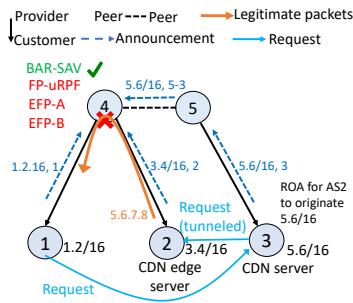 Provider
Customer
Peer
Peer
Announcement
Legitimate packets
Request
BAR-SAV
FP-uRPF
EFP-A
EFP-B
5.6/16, 5-3
4
5
1.2.16, 1
3.4/16, 2
5.6/16, 3
ROA for AS2
to originate
5.6/16
5.6.7.8
Request
(tunneled)
1
1.2/16
2
3.4/16
3
5.6/16
CDN edge
server
CDN server
Request